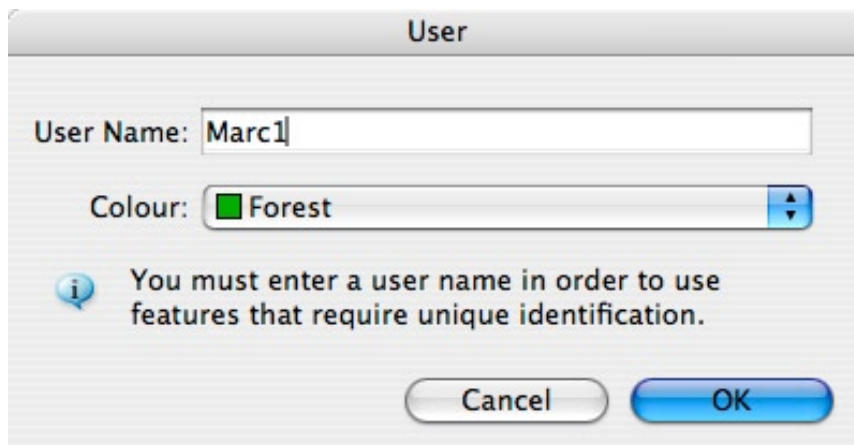 User
User Name: Marc1
Colour: Forest
You must enter a user name in order to use
features that require unique identification.
Cancel OK